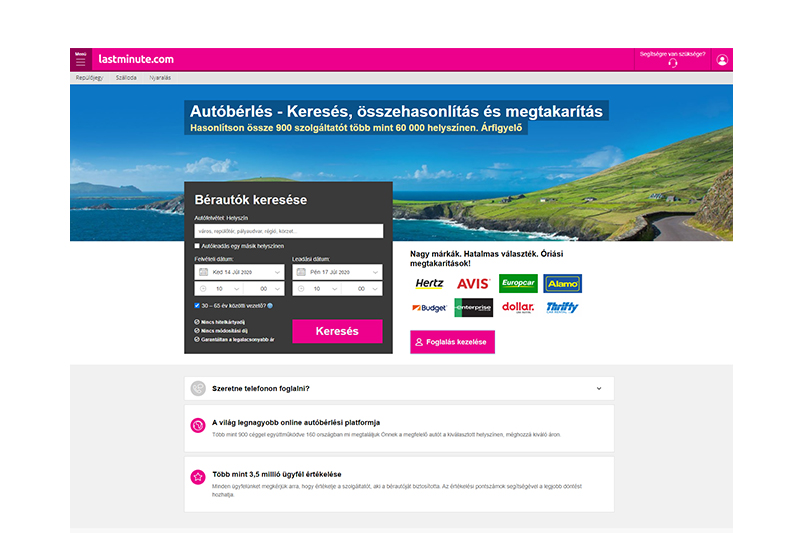 Menü
lastminute.com
Segítségre van szüksége?
Repülőjegy Szálloda Nyaralás
Autóbérlés - Keresés, összehasonlítás és megtakarítás
Hasonlítson össze 900 szolgáltatót több mint 60 000 helyszínen. Árfigyelő
Bérautók keresése
Autófelvétel Helyszín
város, repülőtér, pályaudvar, régió, körzet...
Autóleadás egy másik helyszínen
Felvételi dátum: Leadási dátum:
Ked 14 Júl 2020 Pén 17 Júl 2020
10 00 10 00
30 – 65 év közötti vezető?
Nincs hitelkártyadíj
Nincs módosítási díj
Garantáltan a legalacsonyabb ár
Keresés
Nagy márkák. Hatalmas választék. Óriási
megtakarítások!
Hertz AVIS Europcar Alamo
Budget enterprise dollar. Thrifty
Foglalás kezelése
Szeretne telefonon foglalni?
A világ legnagyobb online autóbérlési platformja
Több mint 900 céggel együttműködve 160 országban mi megtaláljuk Önnek a megfelelő autót a kiválasztott helyszínen, méghozzá kiváló áron.
Több mint 3,5 millió ügyfél értékelése
Minden ügyfelünket megkérjük arra, hogy értékelje a szolgáltatót, aki a bérautóját biztosította. Az értékelési pontszámok segítségével a legjobb döntést
hozhatja.